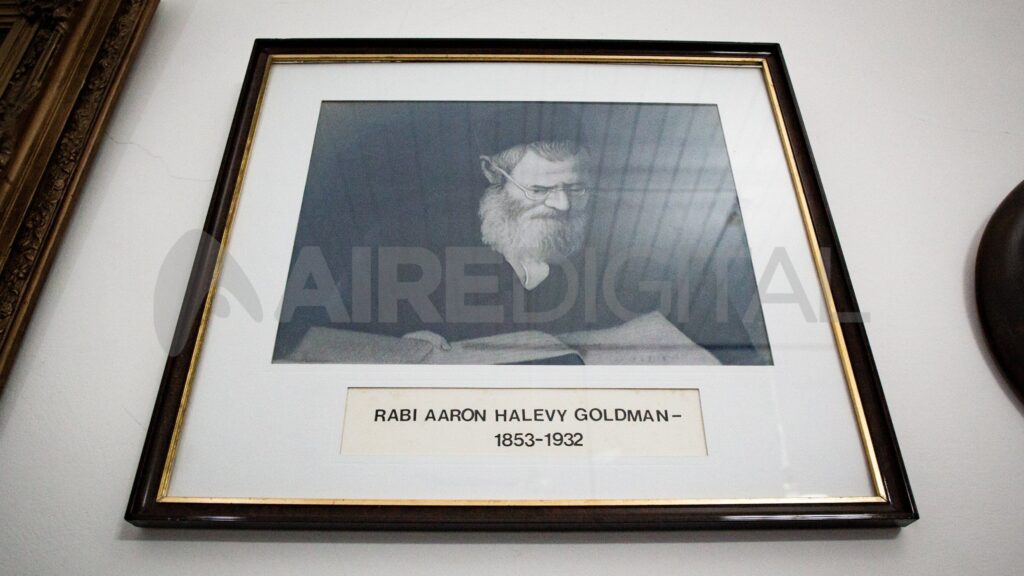 AIREDIGITAL
RABI AARON HALEVY GOLDMAN-
1853-1932